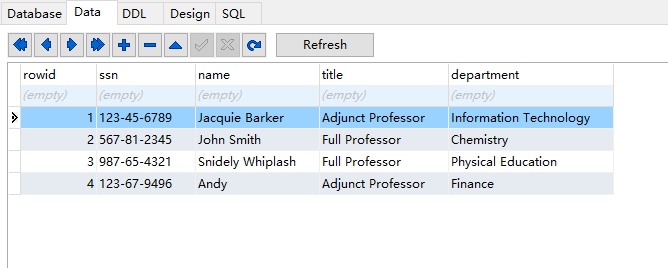 Database Data DDL Design SQL
Refresh
rowid ssn name title department
(empty) (empty) (empty) (empty) (empty)
1 123-45-6789 Jacquie Barker Adjunct Professor Information Technology
2 567-81-2345 John Smith Full Professor Chemistry
3 987-65-4321 Snidely Whiplash Full Professor Physical Education
4 123-67-9496 Andy Adjunct Professor Finance